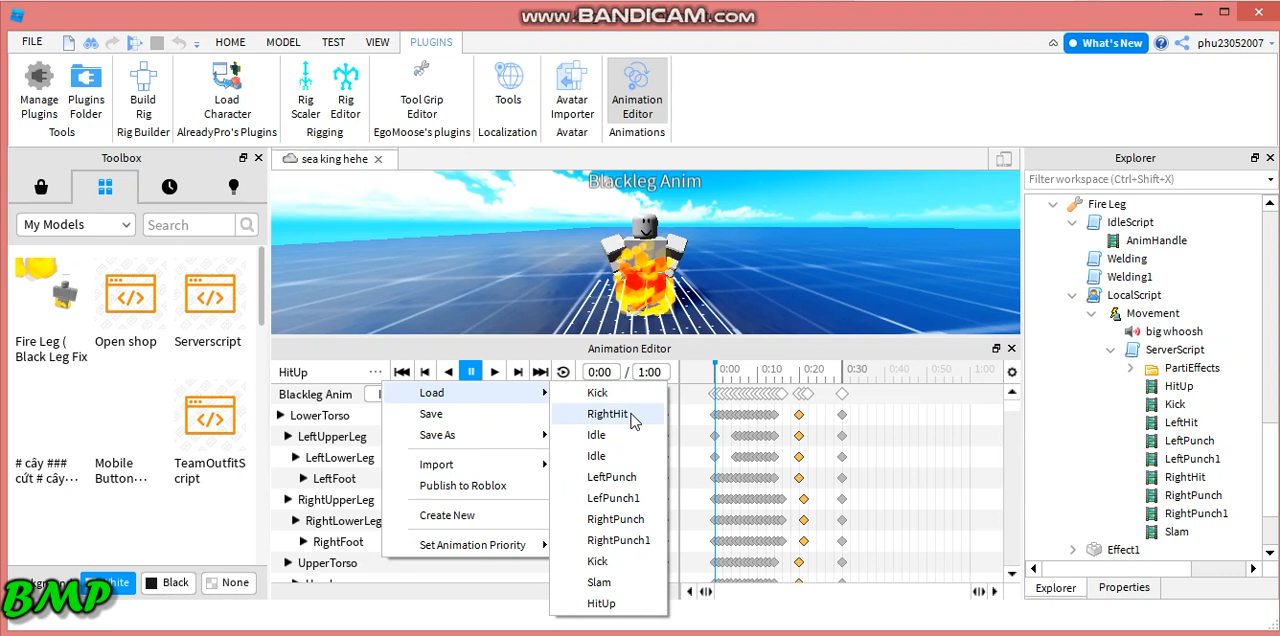 www.BANDICAM.com
FILE HOME MODEL TEST VIEW PLUGINS What's New phu23052007
Manage Plugins
Plugins Folder
Tools
Build Rig
Rig Builder
Load Character
AlreadyPro's Plugins
Rig Scaler
Rig Editor
Rigging
Tool Grip Editor
EgoMoose's plugins
Tools
Localization
Avatar Importer
Avatar
Animation Editor
Animations
Toolbox
My Models
Search
Fire Leg (
Black Leg Fix
Open shop
Serverscript
# cây ###
cứt # cây...
Mobile
Button...
TeamOutfitS
cript
White
Black
None
BMP
sea king hehe
Blackleg Anim
Animation Editor
HitUp ... 0:00 / 1:00
0:00 0:10 0:20 0:30 1:00
Blackleg Anim
LowerTorso
LeftUpperLeg
LeftLowerLeg
LeftFoot
RightUpperLeg
RightLowerLeg
RightFoot
UpperTorso
Load
Save
Save As
Import
Publish to Roblox
Create New
Set Animation Priority
Kick
RightHit
Idle
Idle
LeftPunch
LefPunch1
RightPunch
RightPunch1
Kick
Slam
HitUp
Explorer
Filter workspace (Ctrl+Shift+X)
Fire Leg
IdleScript
AnimHandle
Welding
Welding1
LocalScript
Movement
big whoosh
ServerScript
PartiEffects
HitUp
Kick
LeftHit
LeftPunch
LeftPunch1
RightHit
RightPunch
RightPunch1
Slam
Effect1
Explorer
Properties